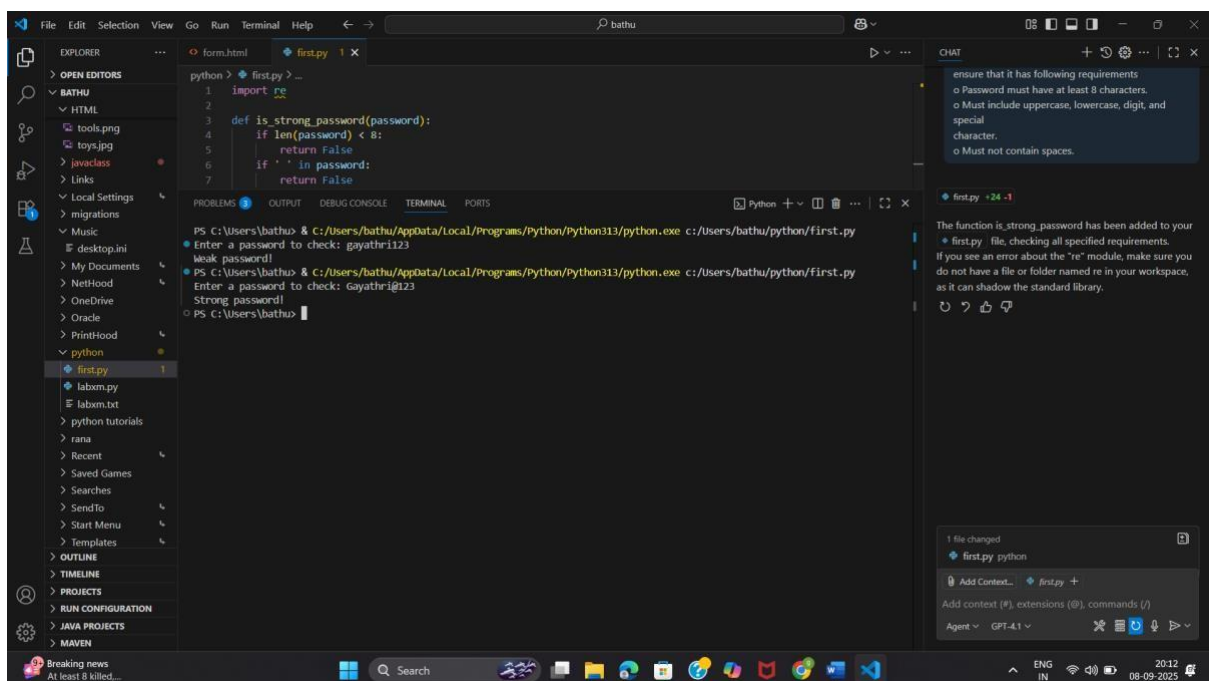 File Edit Selection View Go Run Terminal Help
bathu
EXPLORER
OPEN EDITORS
BATHU
HTML
tools.png
toys.jpg
javaclass
Links
Local Settings
migrations
Music
desktop.ini
My Documents
NetHood
OneDrive
Oracle
PrintHood
python
first.py 1
labxm.py
labxm.txt
python tutorials
rana
Recent
Saved Games
Searches
SendTo
Start Menu
Templates
OUTLINE
TIMELINE
PROJECTS
RUN CONFIGURATION
JAVA PROJECTS
MAVEN
form.html first.py 1
python > first.py > ...
1 import re
2
3 def is_strong_password(password):
4 if len(password) < 8:
5 return False
6 if ' ' in password:
7 return False
PROBLEMS 3 OUTPUT DEBUG CONSOLE TERMINAL PORTS
Python
PS C:\Users\bathu> & C:/Users/bathu/AppData/Local/Programs/Python/Python313/python.exe c:/Users/bathu/python/first.py
Enter a password to check: gayathri123
Weak password!
PS C:\Users\bathu> & C:/Users/bathu/AppData/Local/Programs/Python/Python313/python.exe c:/Users/bathu/python/first.py
Enter a password to check: Gayathri@123
Strong password!
PS C:\Users\bathu>
CHAT
ensure that it has following requirements
o Password must have at least 8 characters.
o Must include uppercase, lowercase, digit, and
special
character.
o Must not contain spaces.
first.py +24 -1
The function is_strong_password has been added to your
first.py file, checking all specified requirements.
If you see an error about the "re" module, make sure you
do not have a file or folder named re in your workspace,
as it can shadow the standard library.
1 file changed
first.py python
Add Context... first.py +
Add context (#), extensions (@), commands (/)
Agent GPT-4.1
9+
Breaking news
At least 8 killed,...
Search
ENG
IN
20:12
08-09-2025